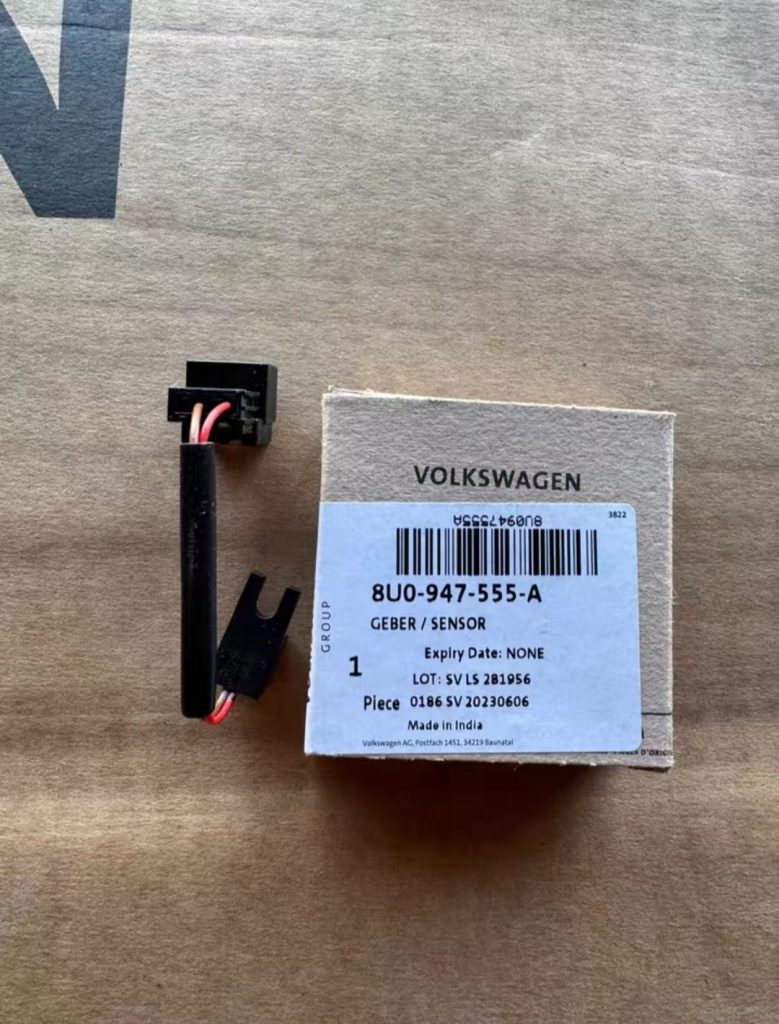 N
VOLKSWAGEN
3822
8U0947555A
8U0-947-555-A
GEBER / SENSOR
GROUP
Expiry Date: NONE
1
LOT: SV LS 281956
Piece 0186 SV 20230606
Made in India
Volkswagen AG, Postfach 1451, 34219 Baunatal
D'ORIG